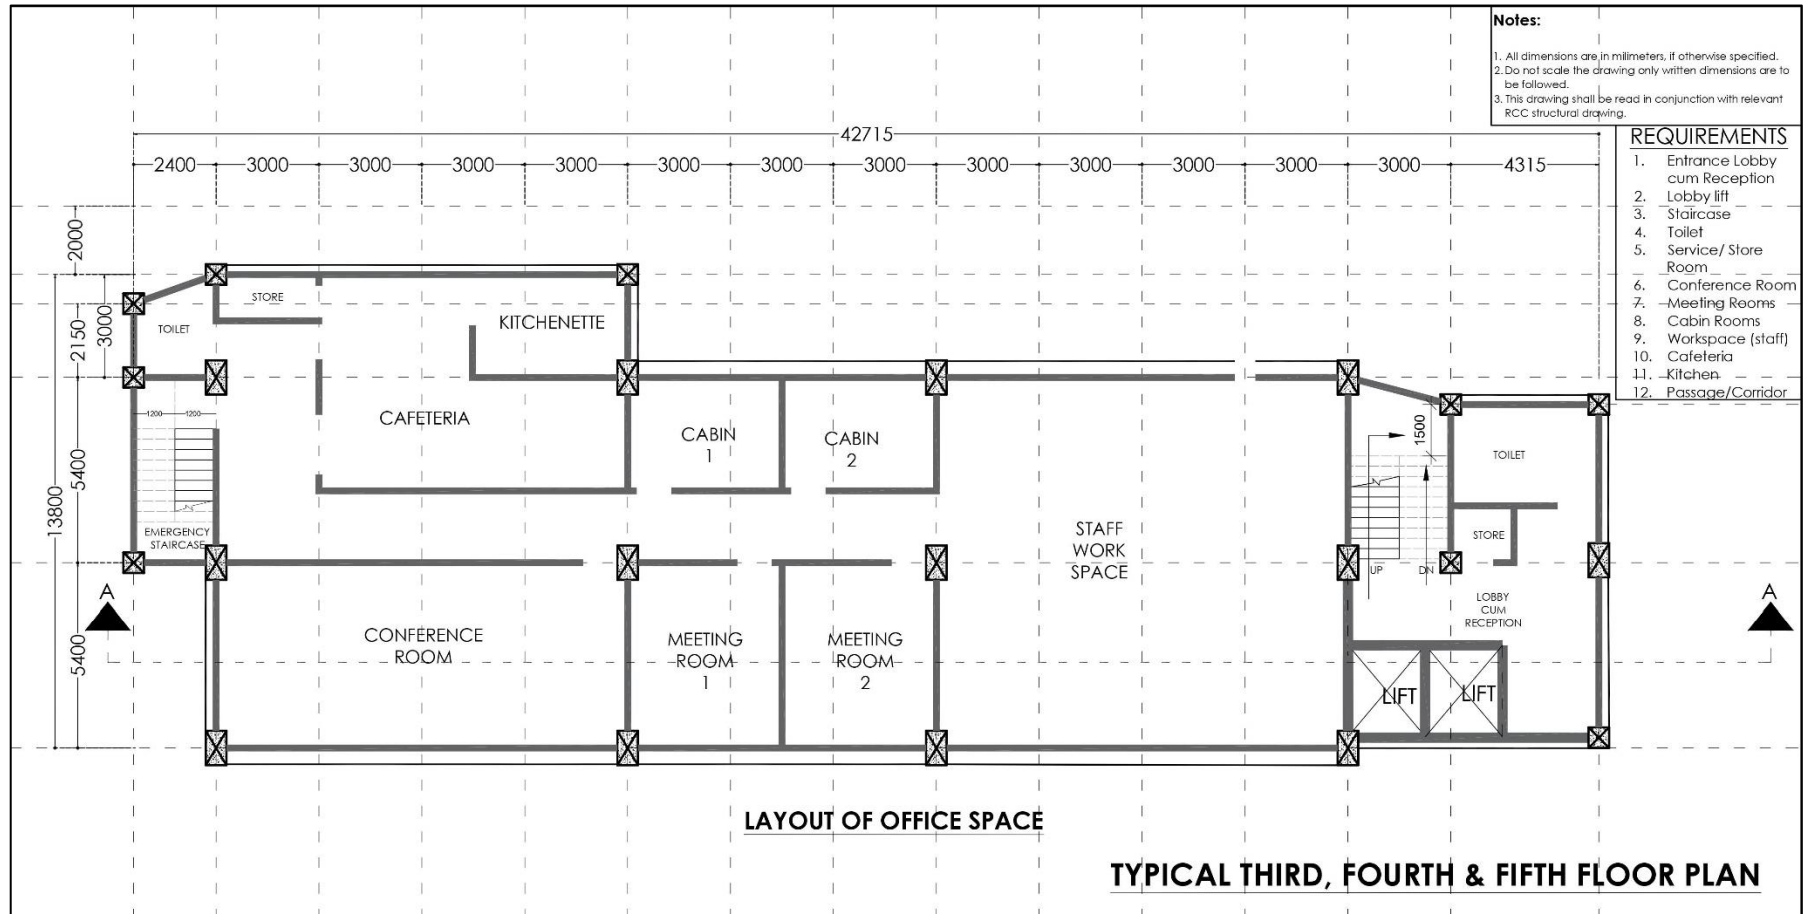 Notes:
1. All dimensions are in milimeters, if otherwise specified.
2. Do not scale the drawing only written dimensions are to
be followed.
3. This drawing shall be read in conjunction with relevant
RCC structural drawing.
REQUIREMENTS
1. Entrance Lobby
cum Reception
2. Lobby lift
3. Staircase
4. Toilet
5. Service/ Store
Room
6. Conference Room
7. Meeting Rooms
8. Cabin Rooms
9. Workspace (staff)
10. Cafeteria
11. Kitchen
12. Passage/Corridor
42715
2400 3000 3000 3000 3000 3000 3000 3000 3000 3000 3000 3000 4315
2000
2150
3000
5400
13800
5400
STORE
TOILET
KITCHENETTE
CAFETERIA
1200 1200
EMERGENCY
STAIRCASE
CABIN
1
CABIN
2
STAFF
WORK
SPACE
1500
TOILET
STORE
UP
DN
LOBBY
CUM
RECEPTION
LIFT
LIFT
A
A
CONFERENCE
ROOM
MEETING
ROOM
1
MEETING
ROOM
2
LAYOUT OF OFFICE SPACE
TYPICAL THIRD, FOURTH & FIFTH FLOOR PLAN